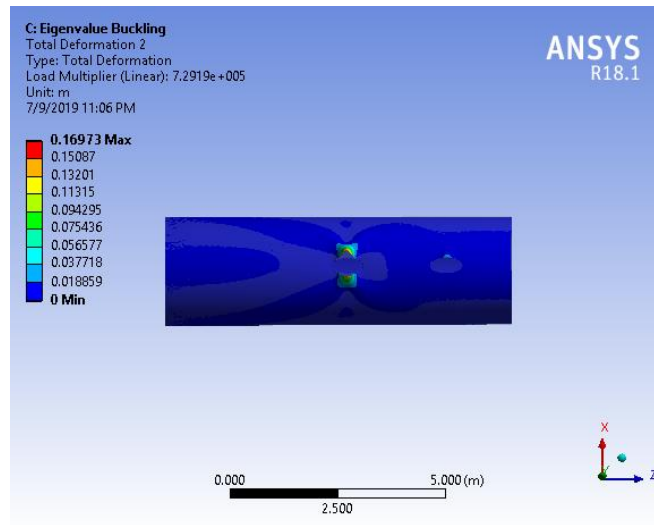 C: Eigenvalue Buckling
Total Deformation 2
Type: Total Deformation
Load Multiplier (Linear): 7.2919e+005
Unit: m
7/9/2019 11:06 PM
ANSYS
R18.1
0.16973 Max
0.15087
0.13201
0.11315
0.094295
0.075436
0.056577
0.037718
0.018859
0 Min
0.000
5.000 (m)
2.500
X
Y
Z